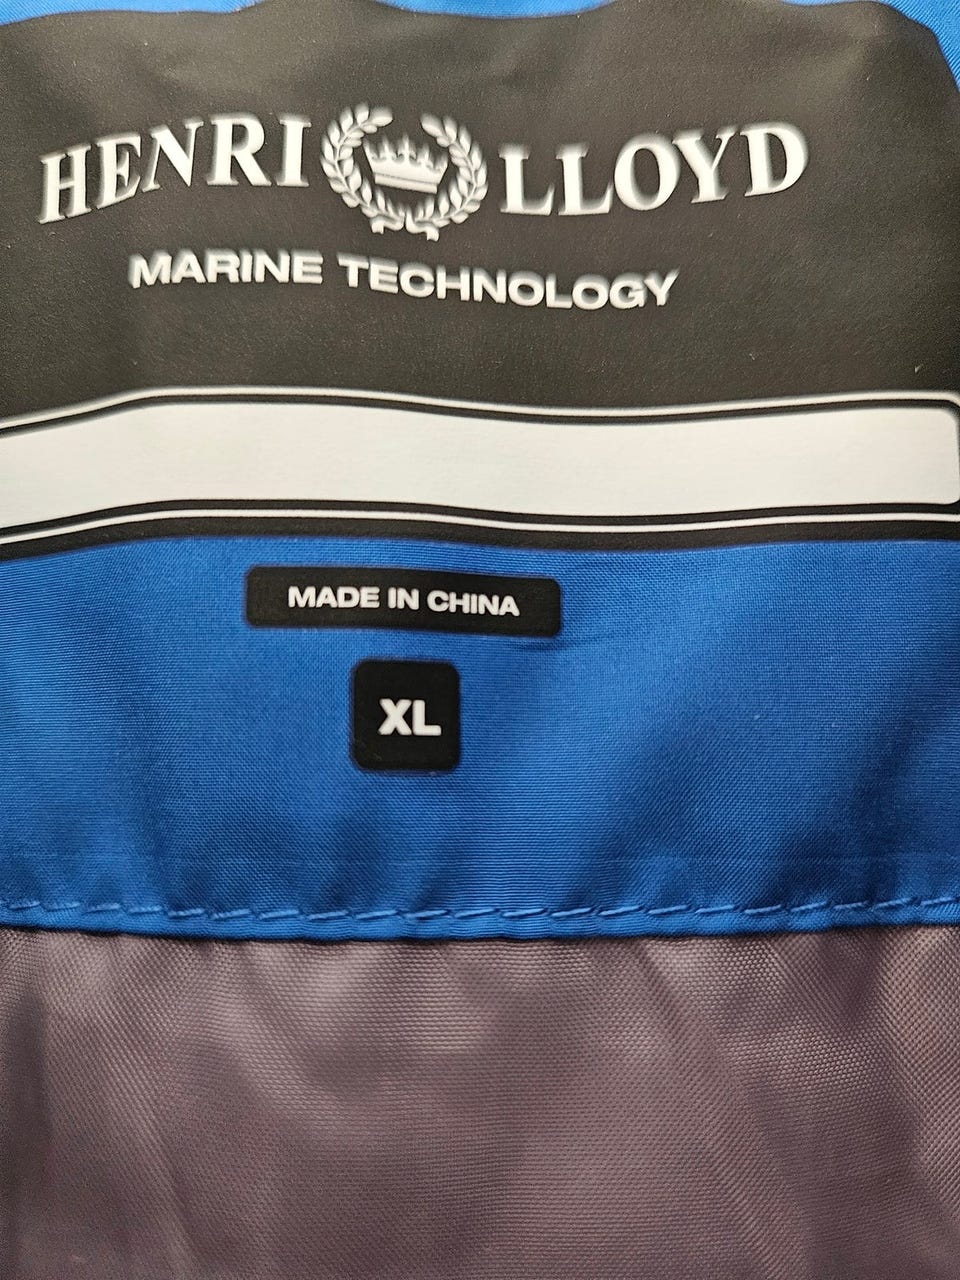 HENRI LLOYD
MARINE TECHNOLOGY
MADE IN CHINA
XL